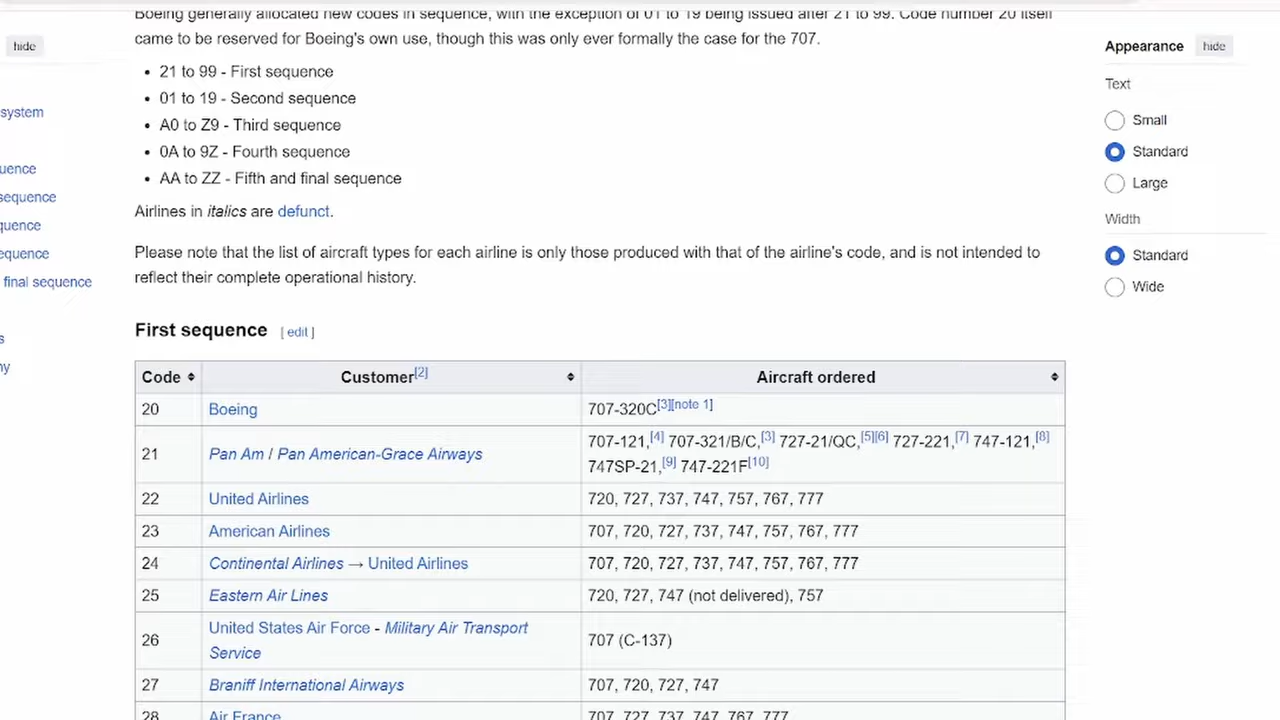 Boeing generally allocated new codes in sequence, with the exception of 01 to 19 being issued after 21 to 99. Code number 20 itself
came to be reserved for Boeing's own use, though this was only ever formally the case for the 707.
hide
Appearance hide
• 21 to 99 - First sequence
Text
• 01 to 19 - Second sequence
system
Small
• A0 to Z9 - Third sequence
• 0A to 9Z - Fourth sequence
Standard
uence
• AA to ZZ - Fifth and final sequence
Large
sequence
Airlines in italics are defunct.
Width
quence
Please note that the list of aircraft types for each airline is only those produced with that of the airline's code, and is not intended to
reflect their complete operational history.
equence
Standard
final sequence
Wide
First sequence [ edit ]
s
ny
Code Customer[2] Aircraft ordered
20 Boeing 707-320C[3][note 1]
21 Pan Am / Pan American-Grace Airways 707-121,[4] 707-321/B/C,[3] 727-21/QC,[5][6] 727-221,[7] 747-121,[8]
747SP-21,[9] 747-221F[10]
22 United Airlines 720, 727, 737, 747, 757, 767, 777
23 American Airlines 707, 720, 727, 737, 747, 757, 767, 777
24 Continental Airlines → United Airlines 707, 720, 727, 737, 747, 757, 767, 777
25 Eastern Air Lines 720, 727, 747 (not delivered), 757
26 United States Air Force - Military Air Transport
Service 707 (C-137)
27 Braniff International Airways 707, 720, 727, 747
28 Air France 707, 727, 737, 747, 767, 777